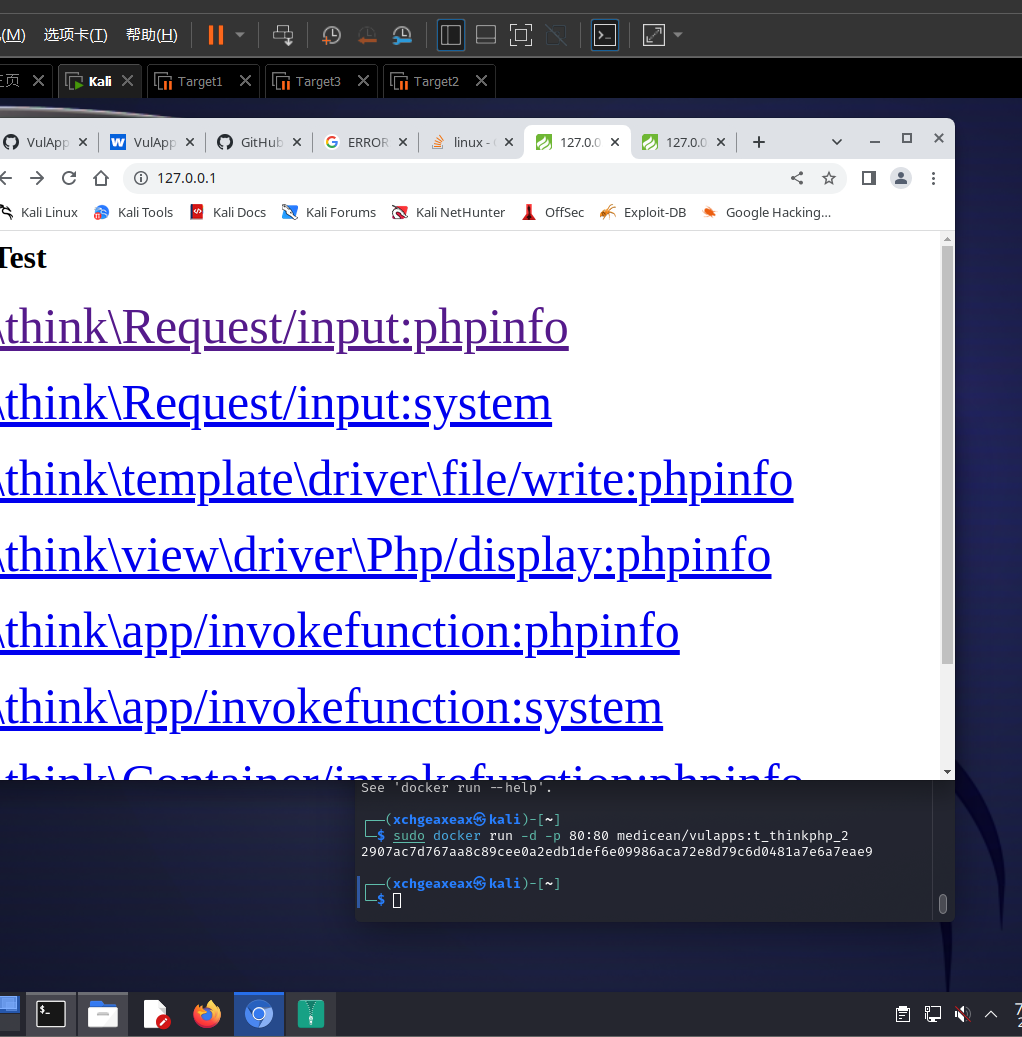 (M) 选项卡(T) 帮助(H)
页 Kali Target1 Target3 Target2
VulApp VulApp GitHub ERROR linux - 127.0.0 127.0.0
127.0.0.1
Kali Linux Kali Tools Kali Docs Kali Forums Kali NetHunter OffSec Exploit-DB Google Hacking...
Test
\think\Request/input:phpinfo
\think\Request/input:system
\think\template\driver\file/write:phpinfo
\think\view\driver\Php/display:phpinfo
\think\app/invokefunction:phpinfo
\think\app/invokefunction:system
\think\Container/invokefunction:phpinfo
See 'docker run --help'.
┌──(xchgeaxeax㉿kali)-[~]
└─$ sudo docker run -d -p 80:80 medicean/vulapps:t_thinkphp_2
2907ac7d767aa8c89cee0a2edb1def6e09986aca72e8d79c6d0481a7e6a7eae9
┌──(xchgeaxeax㉿kali)-[~]
└─$